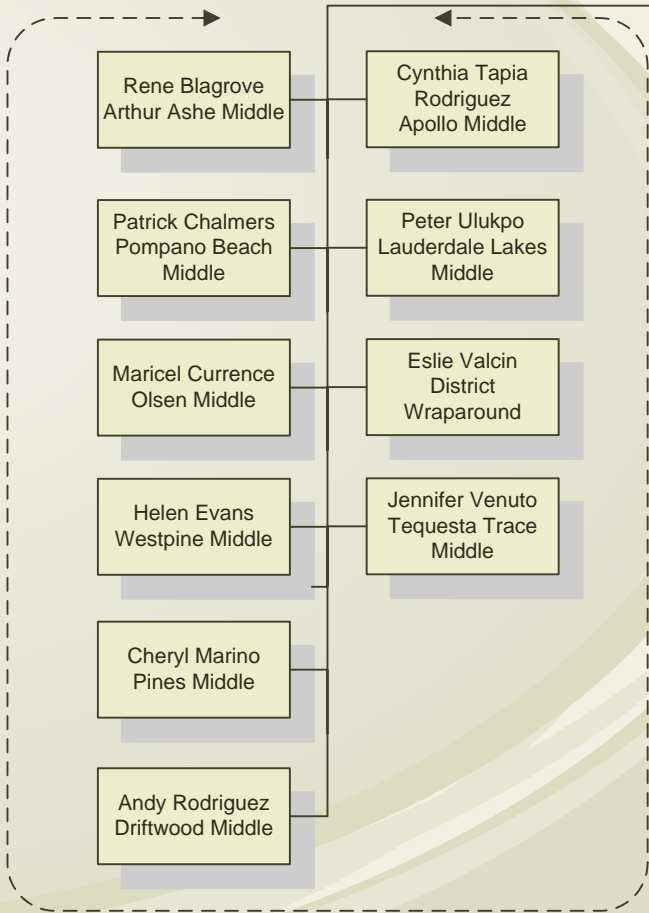 Rene Blagrove
Arthur Ashe Middle
Cynthia Tapia
Rodriguez
Apollo Middle
Patrick Chalmers
Pompano Beach
Middle
Peter Ulukpo
Lauderdale Lakes
Middle
Maricel Currence
Olsen Middle
Eslie Valcin
District
Wraparound
Helen Evans
Westpine Middle
Jennifer Venuto
Tequesta Trace
Middle
Cheryl Marino
Pines Middle
Andy Rodriguez
Driftwood Middle